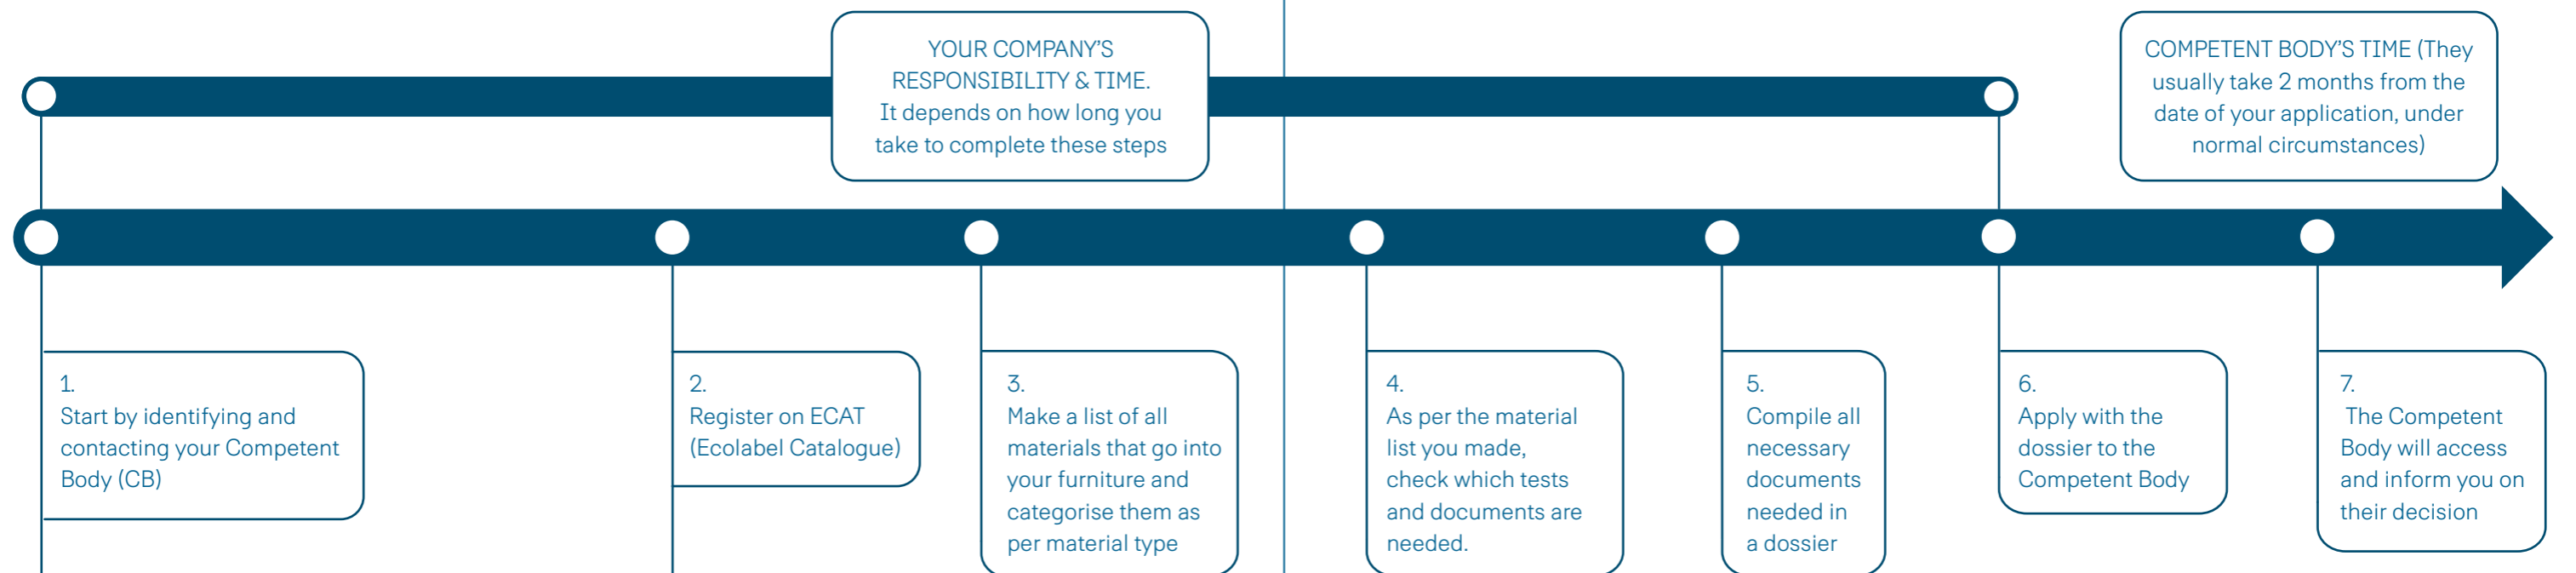 YOUR COMPANY'S
RESPONSIBILITY & TIME.
It depends on how long you
take to complete these steps
COMPETENT BODY'S TIME (They
usually take 2 months from the
date of your application, under
normal circumstances)
1.
Start by identifying and
contacting your Competent
Body (CB)
2.
Register on ECAT
(Ecolabel Catalogue)
3.
Make a list of all
materials that go into
your furniture and
categorise them as
per material type
4.
As per the material
list you made,
check which tests
and documents are
needed.
5.
Compile all
necessary
documents
needed in
a dossier
6.
Apply with the
dossier to the
Competent Body
7.
The Competent
Body will access
and inform you on
their decision